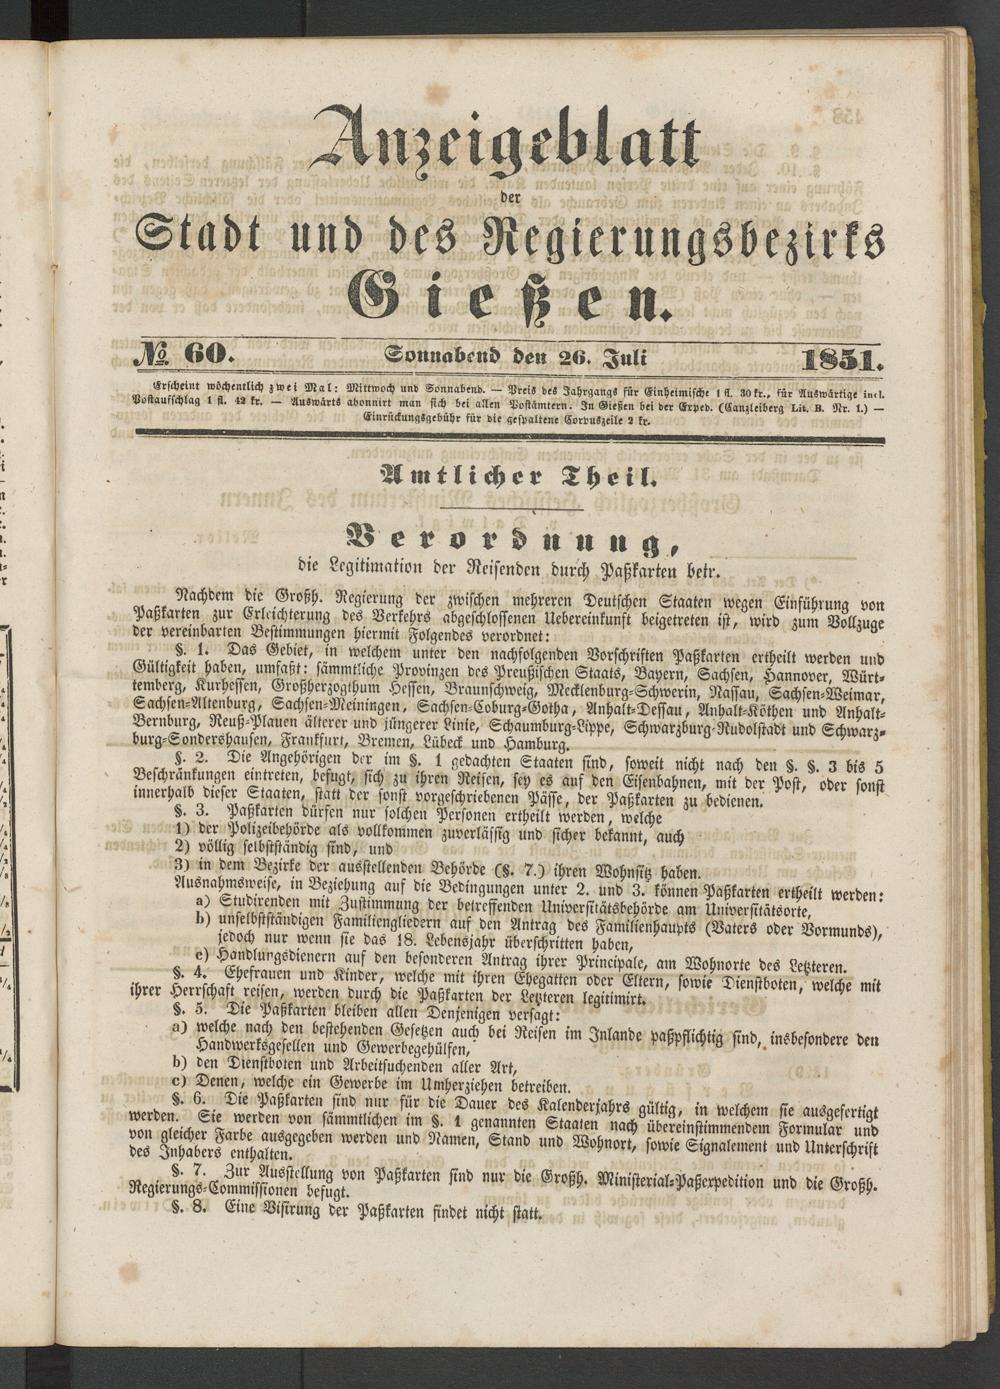 Anzeigeblatt
der
Stadt und des Regierungsbezirks
Gießen.
№ 60. Sonnabend den 26. Juli 1851.
Erscheint wöchentlich zwei Mal: Mittwoch und Sonnabend. — Preis des Jahrgangs für Einheimische 1 fl. 30 kr., für Auswärtige incl.
Postaufschlag 1 fl. 42 kr. — Auswärts abonnirt man sich bei allen Postämtern. In Gießen bei der Exped. (Canzleiberg Lit. B. Nr. 1.) —
Einrückungsgebühr für die gespaltene Corpuszeile 2 kr.
Amtlicher Theil.
Verordnung,
die Legitimation der Reisenden durch Paßkarten betr.
Nachdem die Großh. Regierung der zwischen mehreren Deutschen Staaten wegen Einführung von
Paßkarten zur Erleichterung des Verkehrs abgeschlossenen Uebereinkunft beigetreten ist, wird zum Vollzuge
der vereinbarten Bestimmungen hiermit Folgendes verordnet:
§. 1. Das Gebiet, in welchem unter den nachfolgenden Vorschriften Paßkarten ertheilt werden und
Gültigkeit haben, umfaßt: sämmtliche Provinzen des Preußischen Staats, Bayern, Sachsen, Hannover, Würt-
temberg, Kurhessen, Großherzogthum Hessen, Braunschweig, Mecklenburg-Schwerin, Nassau, Sachsen-Weimar,
Sachsen-Altenburg, Sachsen-Meiningen, Sachsen-Coburg-Gotha, Anhalt-Dessau, Anhalt-Köthen und Anhalt-
Bernburg, Reuß-Plauen älterer und jüngerer Linie, Schaumburg-Lippe, Schwarzburg-Rudolstadt und Schwarz-
burg-Sondershausen, Frankfurt, Bremen, Lübeck und Hamburg.
§. 2. Die Angehörigen der im §. 1 gedachten Staaten sind, soweit nicht nach den §. §. 3 bis 5
Beschränkungen eintreten, befugt, sich zu ihren Reisen, sey es auf den Eisenbahnen, mit der Post, oder sonst
innerhalb dieser Staaten, statt der sonst vorgeschriebenen Pässe, der Paßkarten zu bedienen.
§. 3. Paßkarten dürfen nur solchen Personen ertheilt werden, welche
1) der Polizeibehörde als vollkommen zuverlässig und sicher bekannt, auch
2) völlig selbstständig sind, und
3) in dem Bezirke der ausstellenden Behörde (§. 7.) ihren Wohnsitz haben.
Ausnahmsweise, in Beziehung auf die Bedingungen unter 2. und 3. können Paßkarten ertheilt werden:
a) Studirenden mit Zustimmung der betreffenden Universitätsbehörde am Universitätsorte,
b) unselbstständigen Familiengliedern auf den Antrag des Familienhaupts (Vaters oder Vormunds),
jedoch nur wenn sie das 18. Lebensjahr überschritten haben,
c) Handlungsdienern auf den besonderen Antrag ihrer Principale, am Wohnorte des Letzteren.
§. 4. Ehefrauen und Kinder, welche mit ihren Ehegatten oder Eltern, sowie Dienstboten, welche mit
ihrer Herrschaft reisen, werden durch die Paßkarten der Letzteren legitimirt.
§. 5. Die Paßkarten bleiben allen Denjenigen versagt:
a) welche nach den bestehenden Gesetzen auch bei Reisen im Inlande paßpflichtig sind, insbesondere den
Handwerksgesellen und Gewerbegehülfen,
b) den Dienstboten und Arbeitsuchenden aller Art,
c) Denen, welche ein Gewerbe im Umherziehen betreiben.
§. 6. Die Paßkarten sind nur für die Dauer des Kalenderjahrs gültig, in welchem sie ausgefertigt
werden. Sie werden von sämmtlichen im §. 1 genannten Staaten nach übereinstimmendem Formular und
von gleicher Farbe ausgegeben werden und Namen, Stand und Wohnort, sowie Signalement und Unterschrift
des Inhabers enthalten.
§. 7. Zur Ausstellung von Paßkarten sind nur die Großh. Ministerial-Paßexpedition und die Großh.
Regierungs-Commissionen befugt.
§. 8. Eine Visirung der Paßkarten findet nicht statt.